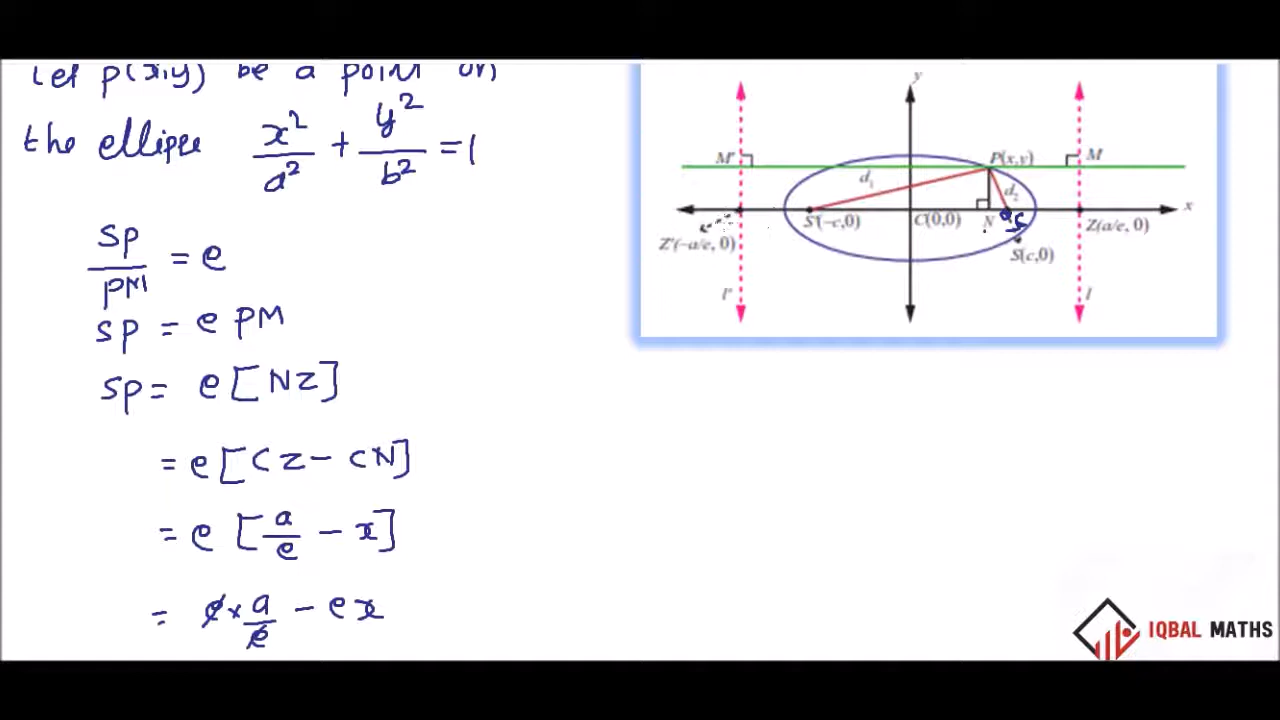 Let P(x,y) be a point on
the ellipse x²/a² + y²/b² = 1
SP/PM = e
SP = e PM
SP = e [NZ]
= e [CZ - CN]
= e [a/e - x]
= e × a/e - ex
y
M' P(x,y) M
d₁ d₂
x
S'(-c,0) C(0,0) N S Z(a/e, 0)
Z'(-a/e, 0) S(c,0)
l' l
IQBAL MATHS